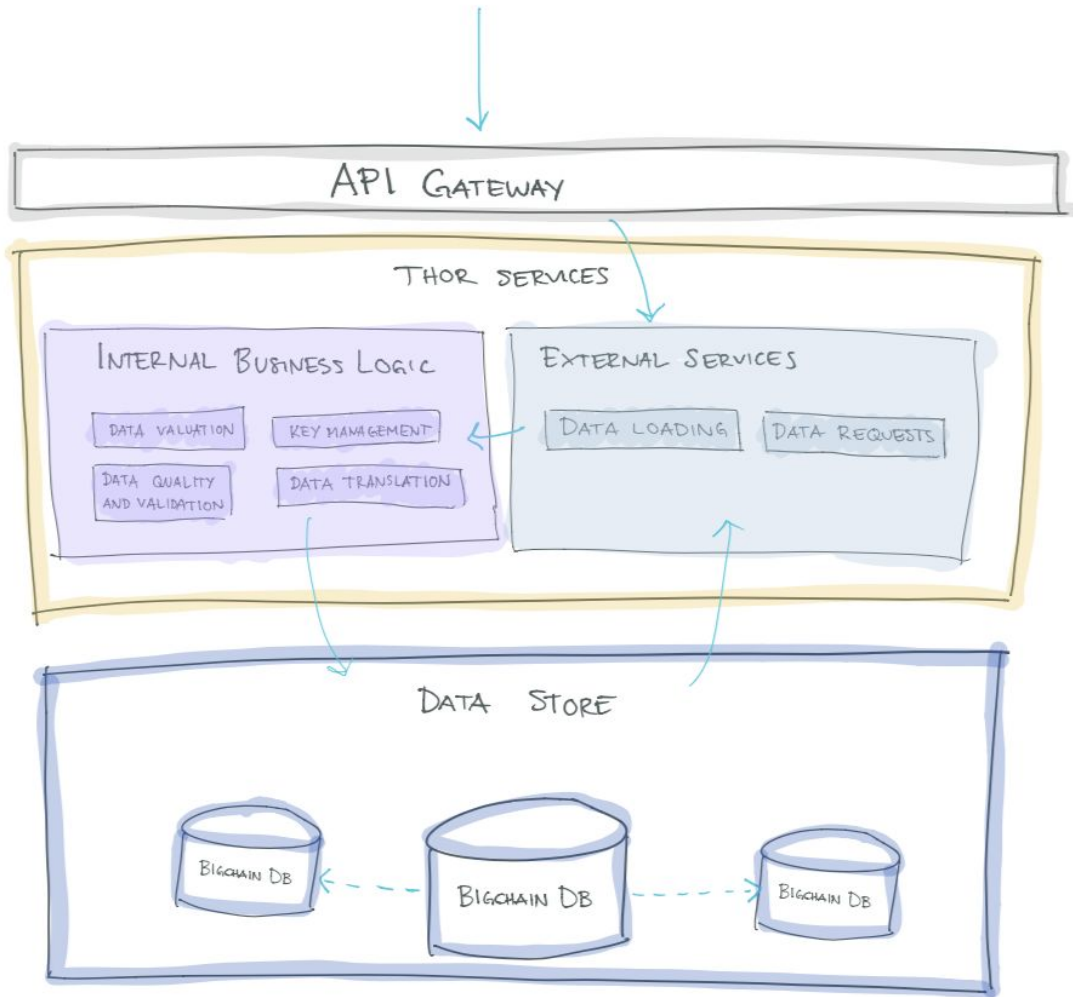 API GATEWAY
THOR SERVICES
INTERNAL BUSINESS LOGIC
DATA VALUATION
KEY MANAGEMENT
DATA QUALITY
AND VALIDATION
DATA TRANSLATION
EXTERNAL SERVICES
DATA LOADING
DATA REQUESTS
DATA STORE
BIGCHAIN DB
BIGCHAIN DB
BIGCHAIN DB